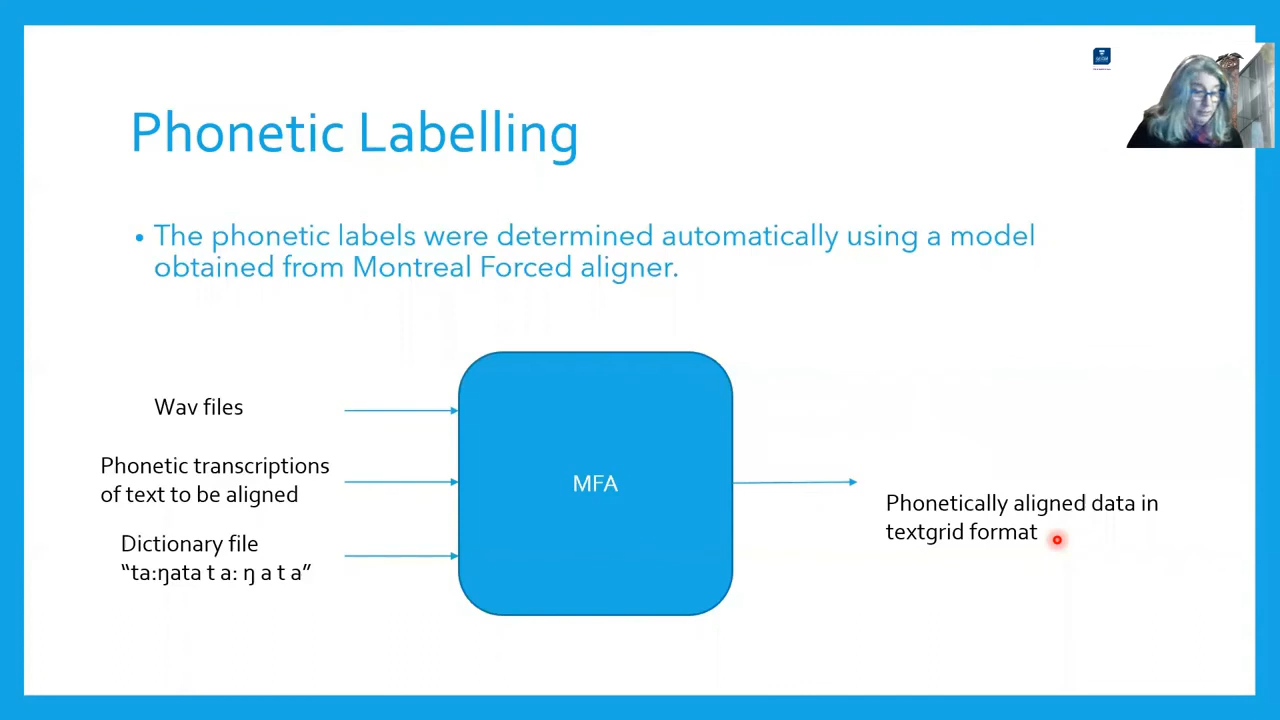 Phonetic Labelling
• The phonetic labels were determined automatically using a model
obtained from Montreal Forced aligner.
Wav files
Phonetic transcriptions
of text to be aligned
Dictionary file
“ta:ŋata t a: ŋ a t a”
MFA
Phonetically aligned data in
textgrid format